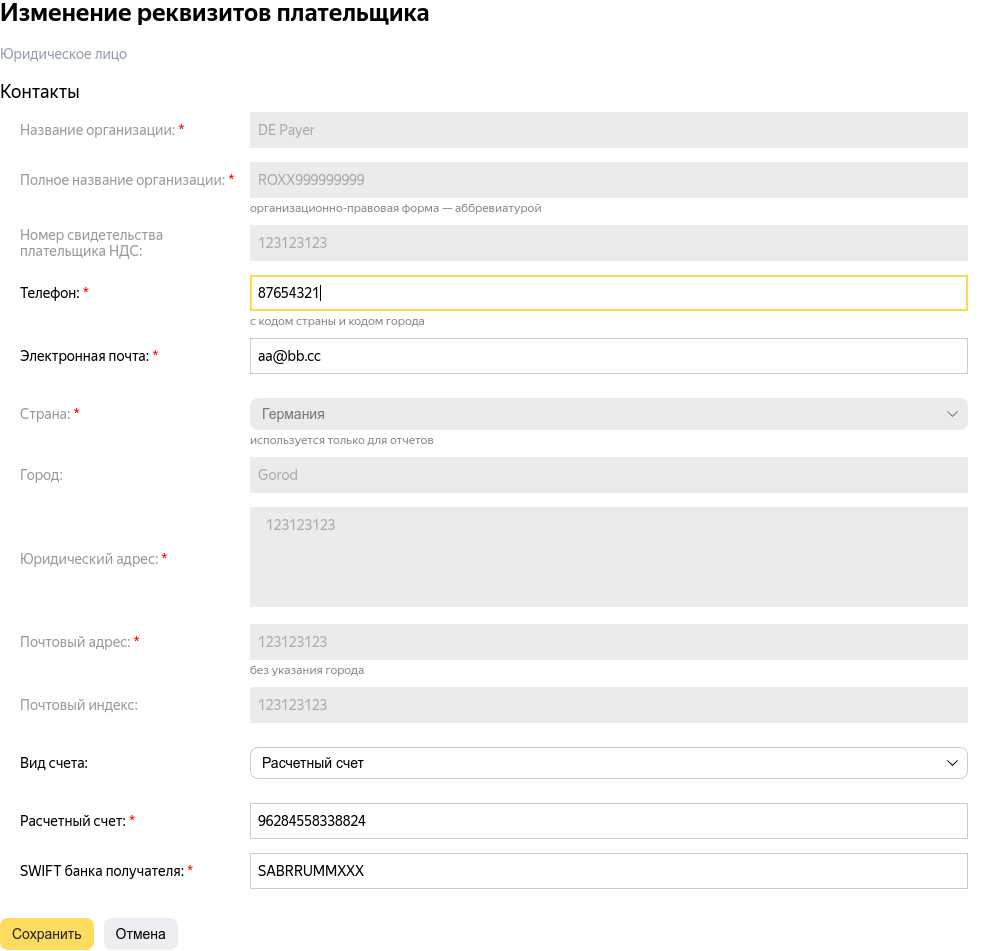 Изменение реквизитов плательщика
Юридическое лицо
Контакты
Название организации: * DE Payer
Полное название организации: * ROXX999999999
организационно-правовая форма — аббревиатурой
Номер свидетельства
плательщика НДС: 123123123
Телефон: * 87654321
с кодом страны и кодом города
Электронная почта: * aa@bb.cc
Страна: * Германия
используется только для отчетов
Город: Gorod
123123123
Юридический адрес: *
Почтовый адрес: * 123123123
без указания города
Почтовый индекс: 123123123
Вид счета: Расчетный счет
Расчетный счет: * 96284558338824
SWIFT банка получателя: * SABRRUMMXXX
Сохранить Отмена